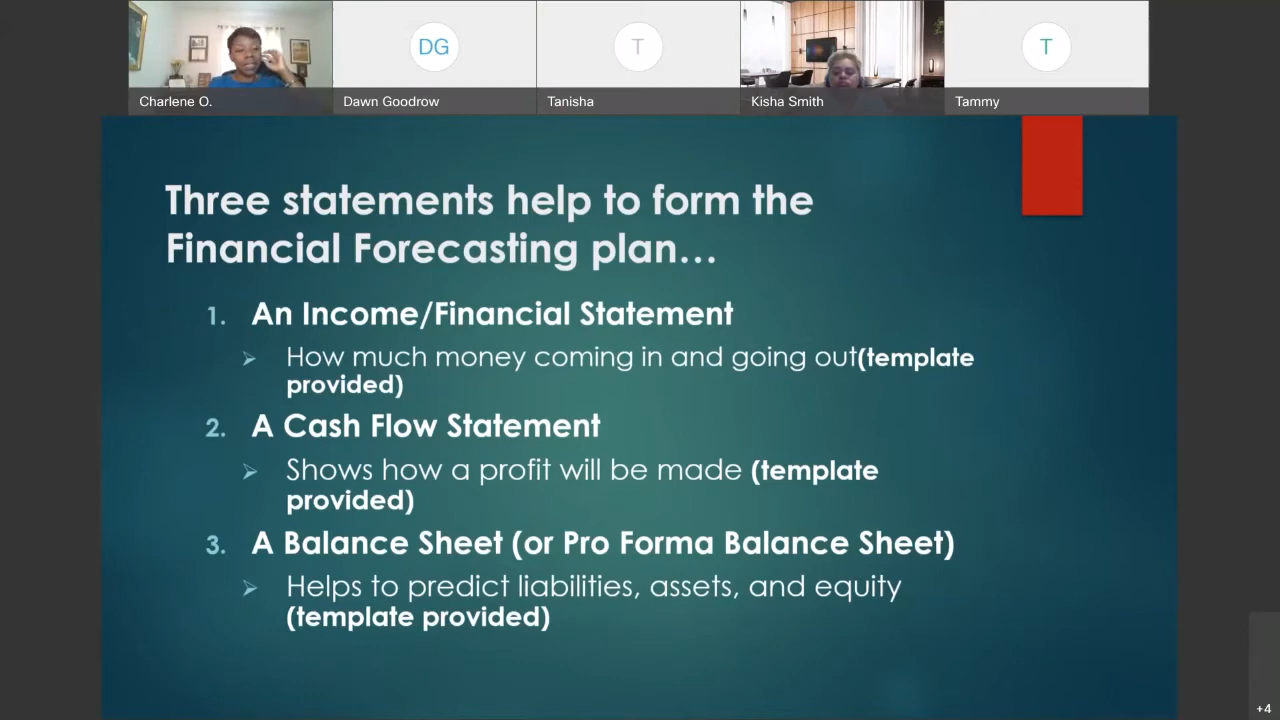 DG
T
T
Charlene O.
Dawn Goodrow
Tanisha
Kisha Smith
Tammy
Three statements help to form the
Financial Forecasting plan...
1. An Income/Financial Statement
How much money coming in and going out(template
provided)
2. A Cash Flow Statement
Shows how a profit will be made (template
provided)
3. A Balance Sheet (or Pro Forma Balance Sheet)
Helps to predict liabilities, assets, and equity
(template provided)
+4